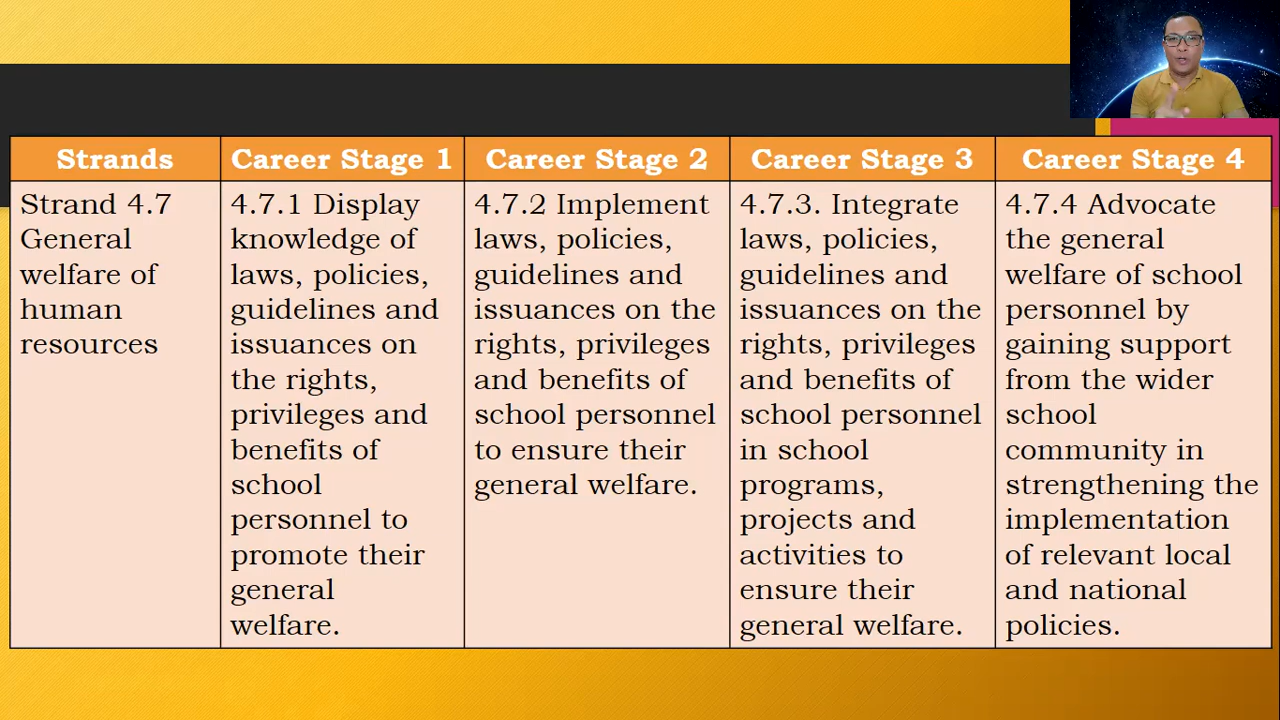 Strands
Career Stage 1
Career Stage 2
Career Stage 3
Career Stage 4
Strand 4.7
General
welfare of
human
resources
4.7.1 Display
knowledge of
laws, policies,
guidelines and
issuances on
the rights,
privileges and
benefits of
school
personnel to
promote their
general
welfare.
4.7.2 Implement
laws, policies,
guidelines and
issuances on the
rights, privileges
and benefits of
school personnel
to ensure their
general welfare.
4.7.3. Integrate
laws, policies,
guidelines and
issuances on the
rights, privileges
and benefits of
school personnel
in school
programs,
projects and
activities to
ensure their
general welfare.
4.7.4 Advocate
the general
welfare of school
personnel by
gaining support
from the wider
school
community in
strengthening the
implementation
of relevant local
and national
policies.